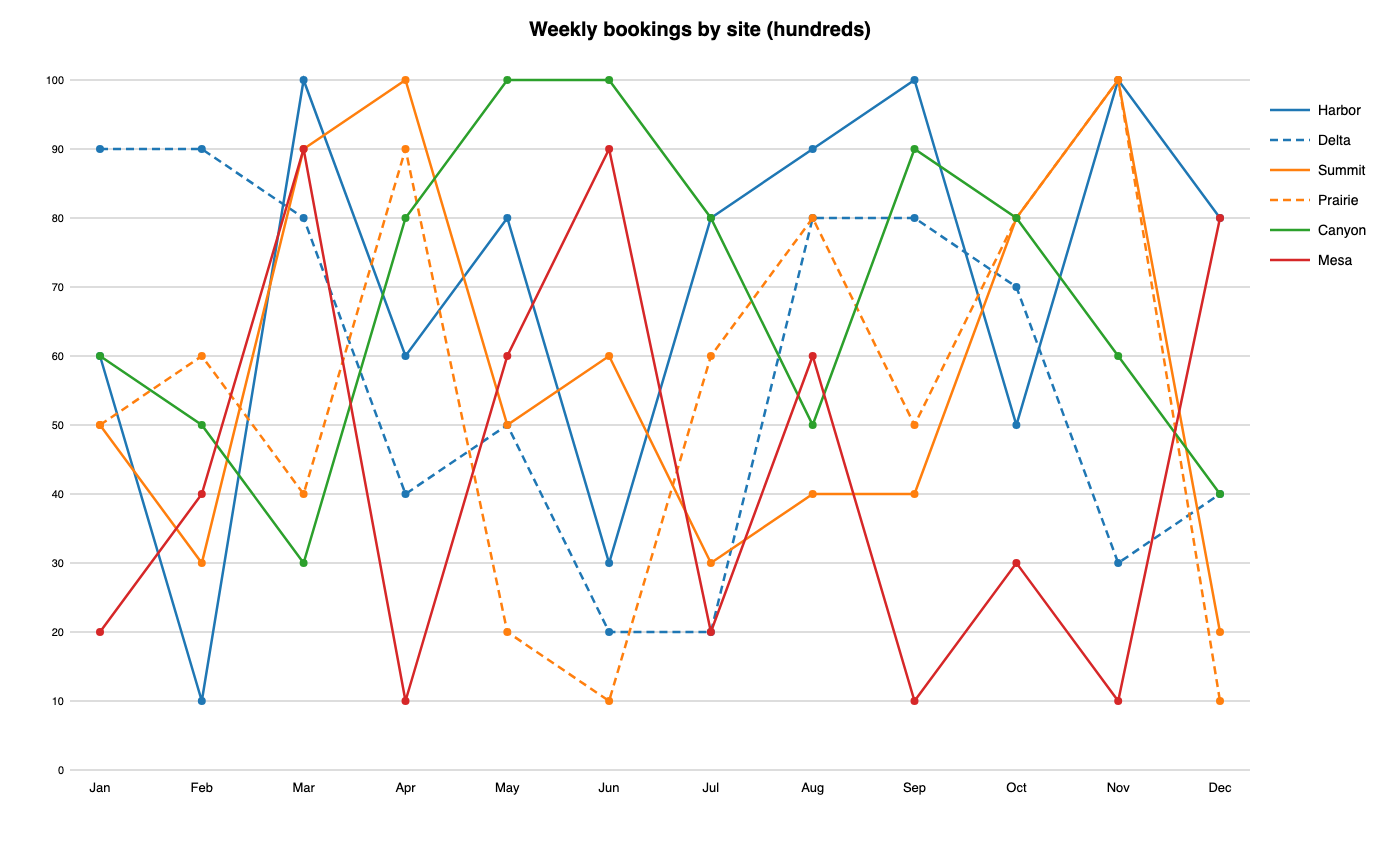 Weekly bookings by site (hundreds)
100
90
80
70
60
50
40
30
20
10
0
Jan Feb Mar Apr May Jun Jul Aug Sep Oct Nov Dec
Harbor
Delta
Summit
Prairie
Canyon
Mesa